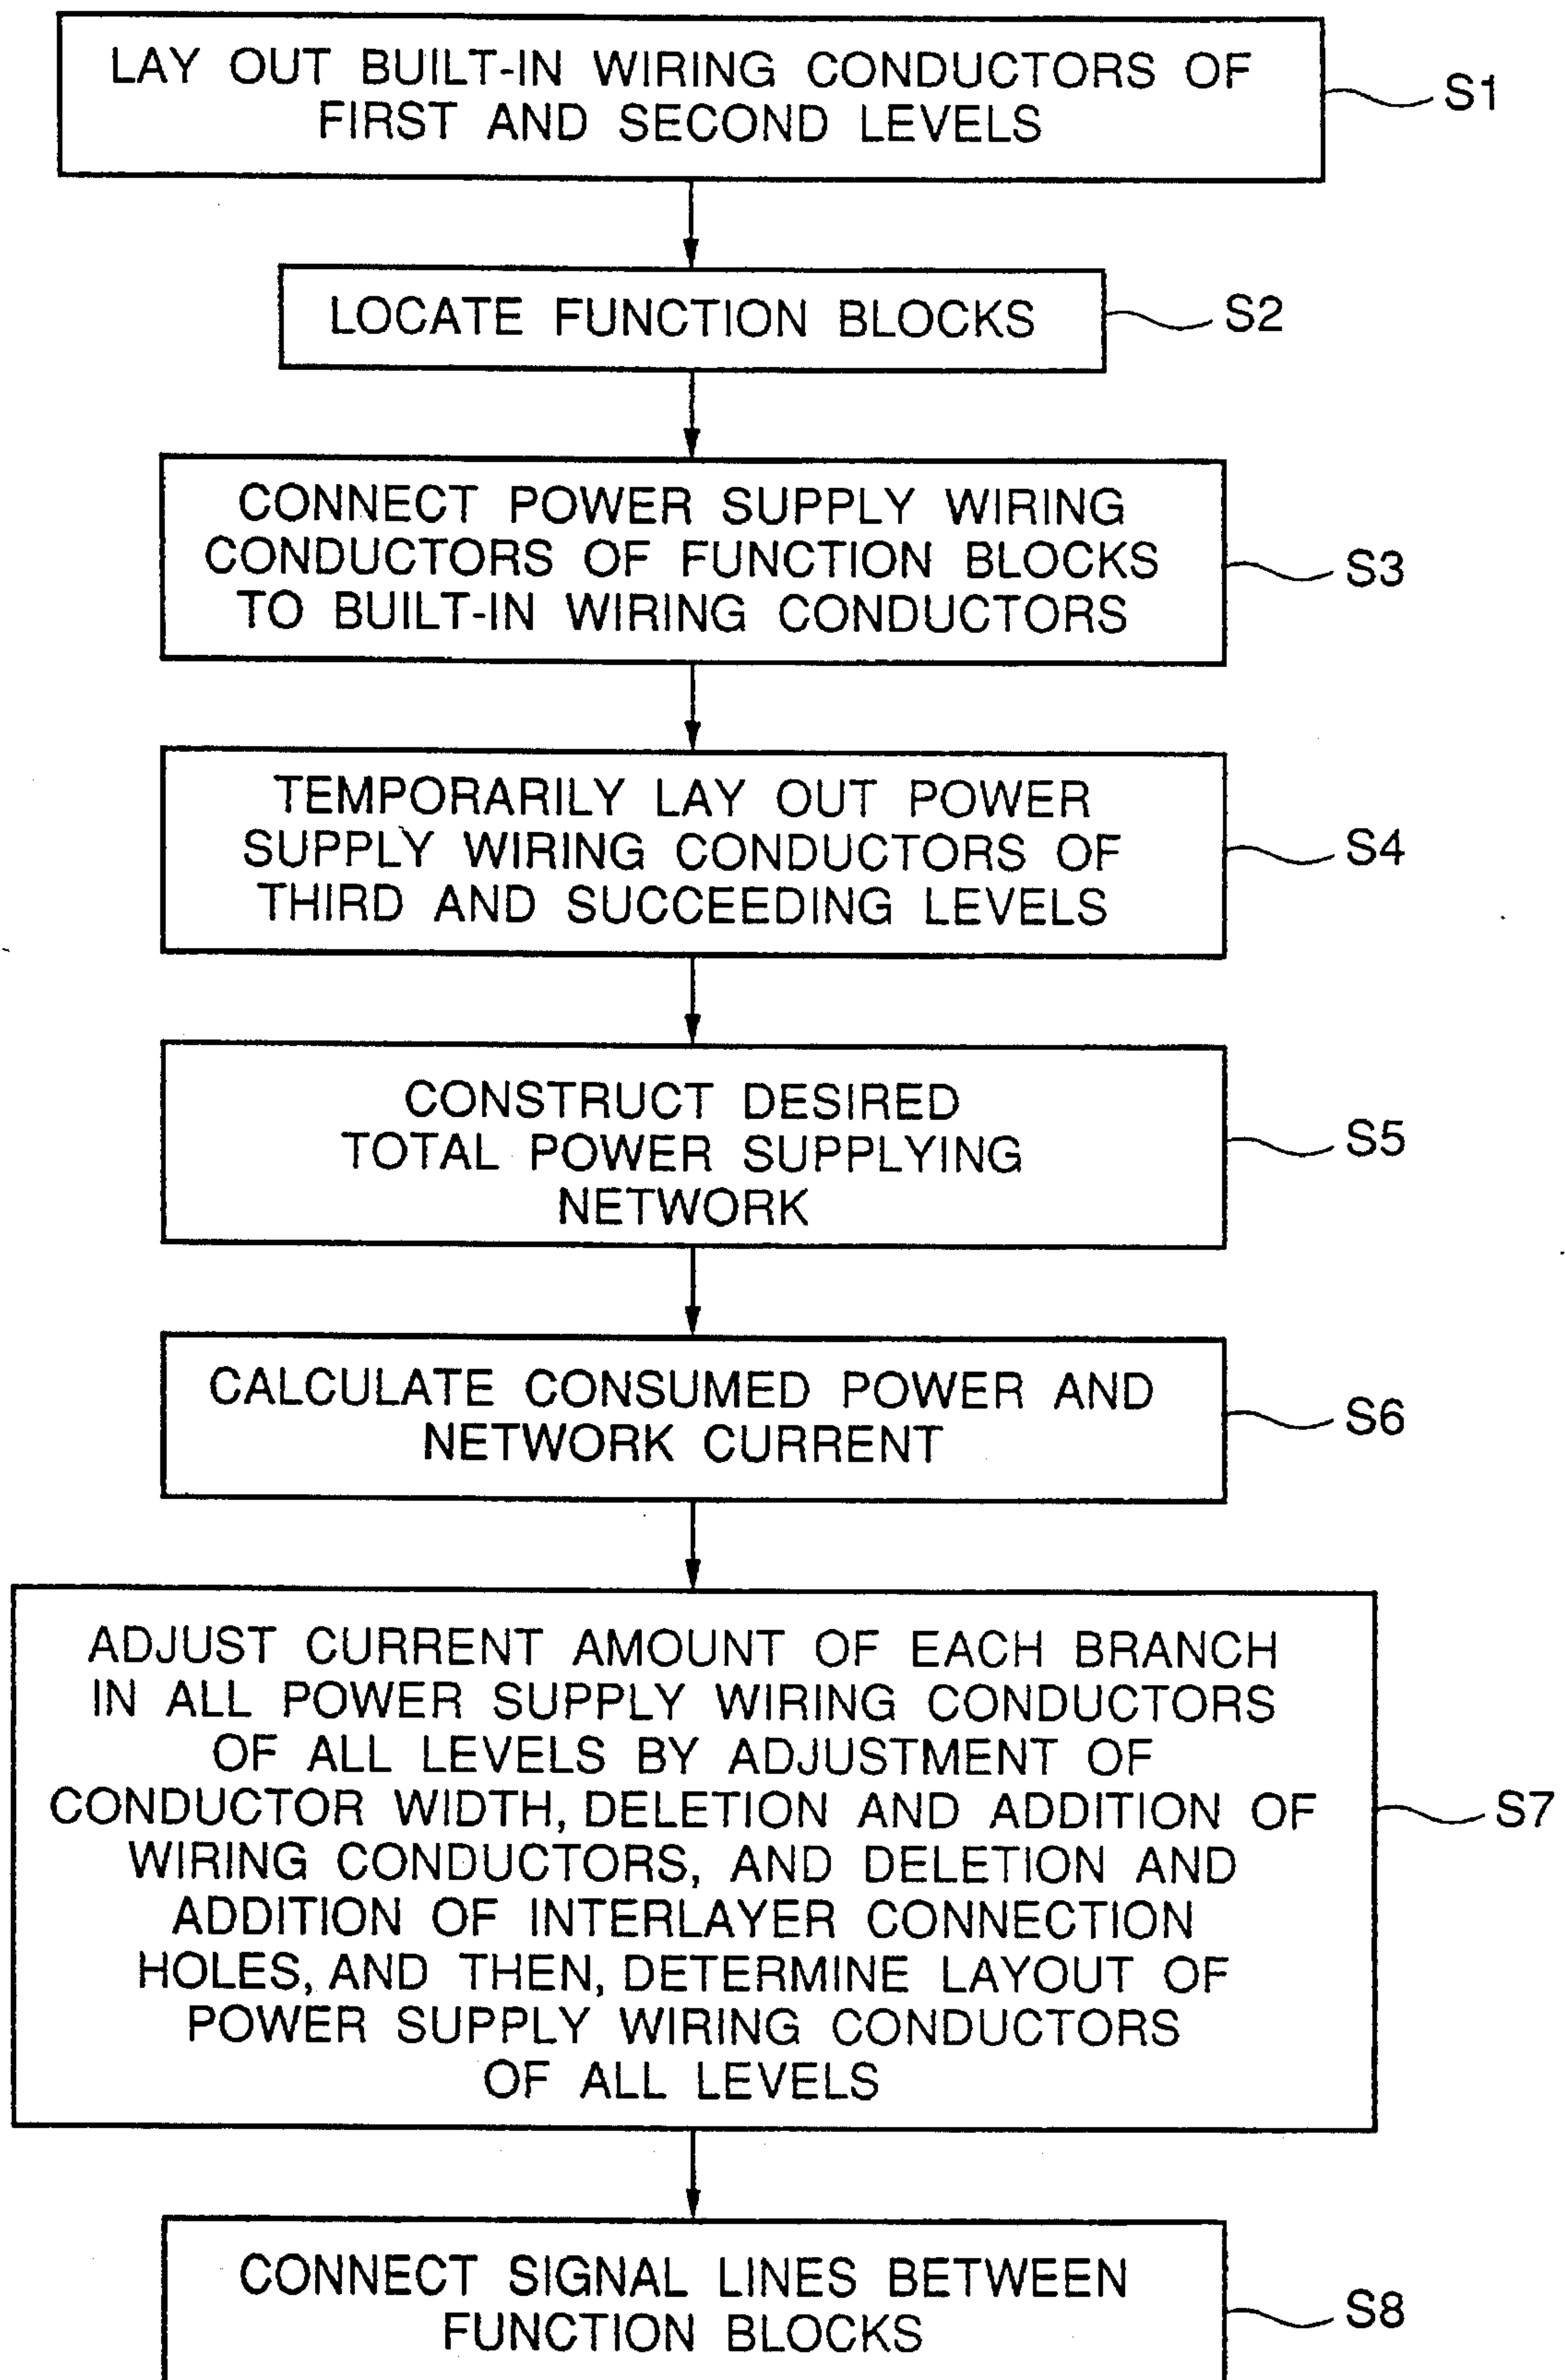 LAY OUT BUILT-IN WIRING CONDUCTORS OF
FIRST AND SECOND LEVELS
S1
LOCATE FUNCTION BLOCKS
S2
CONNECT POWER SUPPLY WIRING
CONDUCTORS OF FUNCTION BLOCKS
TO BUILT-IN WIRING CONDUCTORS
S3
TEMPORARILY LAY OUT POWER
SUPPLY WIRING CONDUCTORS OF
THIRD AND SUCCEEDING LEVELS
S4
CONSTRUCT DESIRED
TOTAL POWER SUPPLYING
NETWORK
S5
CALCULATE CONSUMED POWER AND
NETWORK CURRENT
S6
ADJUST CURRENT AMOUNT OF EACH BRANCH
IN ALL POWER SUPPLY WIRING CONDUCTORS
OF ALL LEVELS BY ADJUSTMENT OF
CONDUCTOR WIDTH, DELETION AND ADDITION OF
WIRING CONDUCTORS, AND DELETION AND
ADDITION OF INTERLAYER CONNECTION
HOLES, AND THEN, DETERMINE LAYOUT OF
POWER SUPPLY WIRING CONDUCTORS
OF ALL LEVELS
S7
CONNECT SIGNAL LINES BETWEEN
FUNCTION BLOCKS
S8